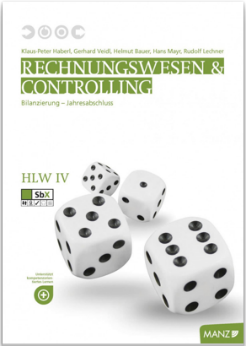 Klaus-Peter Haberl, Gerhard Veidl, Helmut Bauer, Hans Mayr, Rudolf Lechner
RECHNUNGSWESEN &
CONTROLLING
Bilanzierung – Jahresabschluss
HLW IV
SbX
MANZ